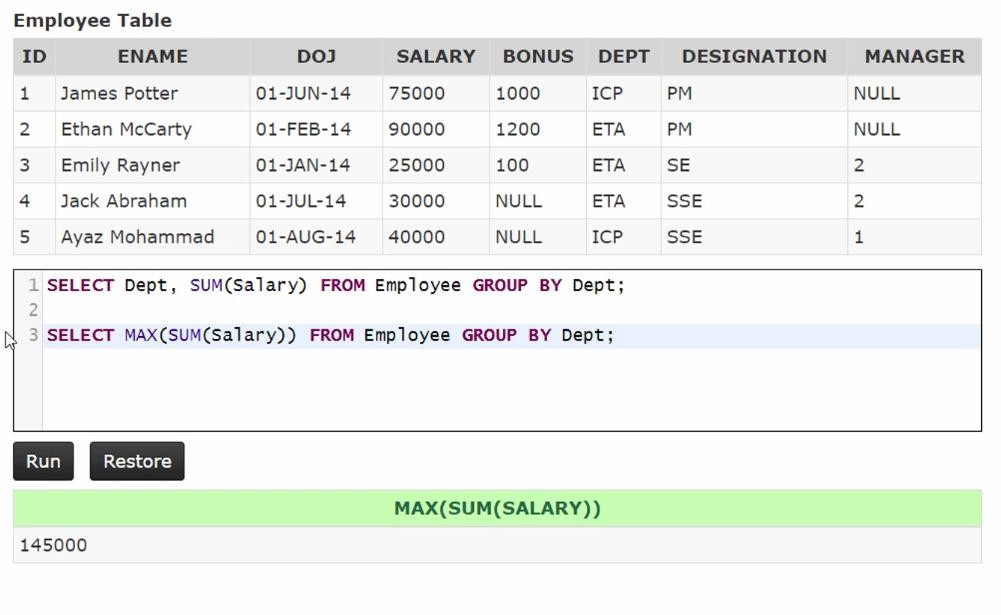 Employee Table
ID ENAME DOJ SALARY BONUS DEPT DESIGNATION MANAGER
1 James Potter 01-JUN-14 75000 1000 ICP PM NULL
2 Ethan McCarty 01-FEB-14 90000 1200 ETA PM NULL
3 Emily Rayner 01-JAN-14 25000 100 ETA SE 2
4 Jack Abraham 01-JUL-14 30000 NULL ETA SSE 2
5 Ayaz Mohammad 01-AUG-14 40000 NULL ICP SSE 1
1 SELECT Dept, SUM(Salary) FROM Employee GROUP BY Dept;
2
3 SELECT MAX(SUM(Salary)) FROM Employee GROUP BY Dept;
Run Restore
MAX(SUM(SALARY))
145000